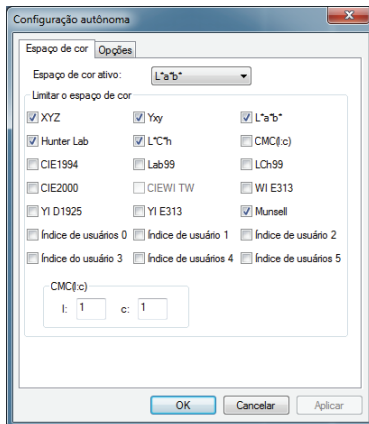 Configuração autônoma
Espaço de cor Opções
Espaço de cor ativo: L*a*b*
Limitar o espaço de cor
XYZ Yxy L*a*b*
Hunter Lab L*C*h CMC(l:c)
CIE1994 Lab99 LCh99
CIE2000 CIEWI TW WI E313
YI D1925 YI E313 Munsell
Índice de usuários 0 Índice de usuário 1 Índice de usuário 2
Índice do usuário 3 Índice de usuários 4 Índice de usuários 5
CMC(l:c)
l: 1 c: 1
OK Cancelar Aplicar